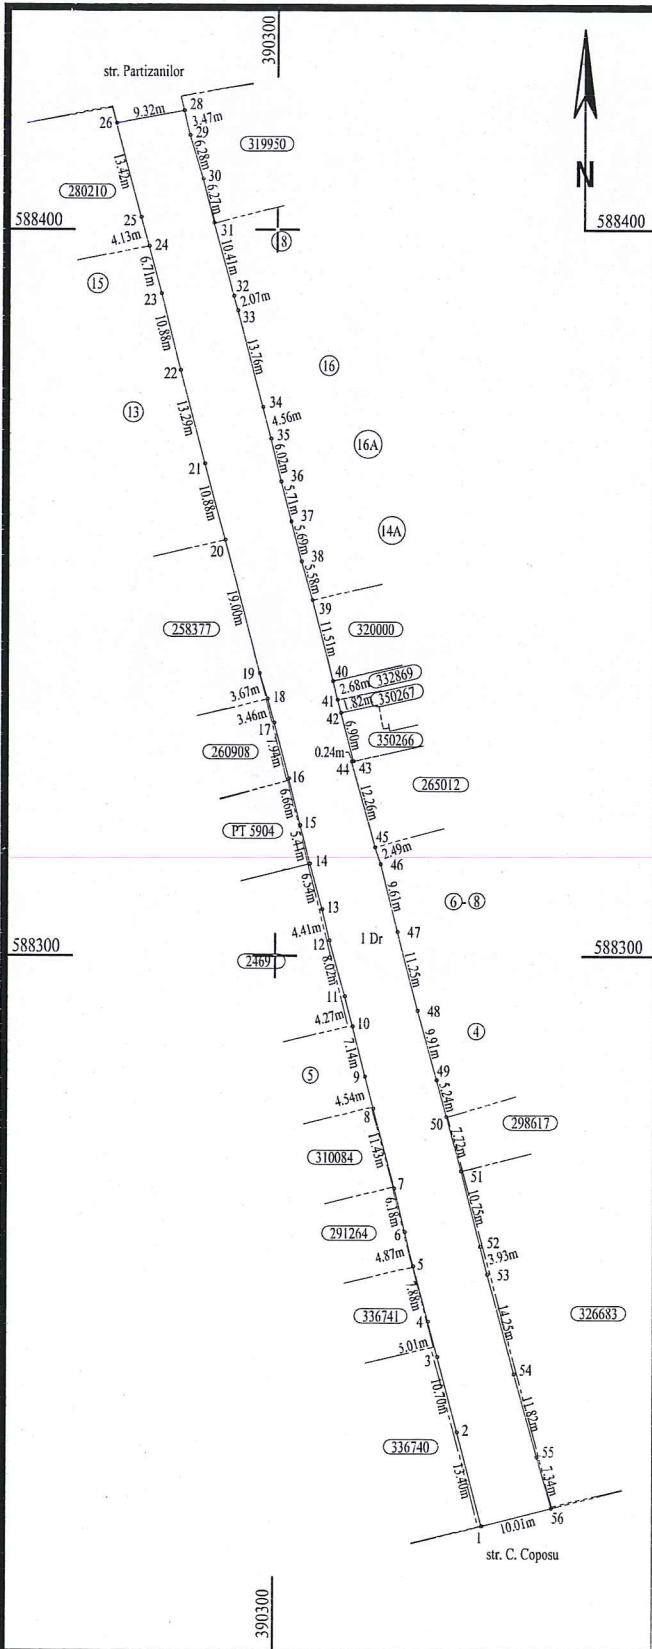 390300
str. Partizanilor
9.32m
28
26
3.47m
29
319950
6.28m
30
13.42m
6.27m
280210
N
25
31
588400
588400
4.13m
24
18
10.41m
6.71m
15
23
32
2.07m
33
10.88m
13.76m
16
22
13
34
13.29m
4.56m
35
16A
21
6.02m
36
5.71m
10.88m
37
14A
5.69m
20
38
5.58m
39
19.00m
258377
320000
11.51m
19
40
332869
3.67m
2.68m
18
41
350267
1.82m
3.46m
42
17
6.90m
350266
260908
7.94m
0.24m
44
43
16
265012
6.66m
12.26m
15
PT 5904
5.44m
45
2.49m
14
46
6.54m
9.61m
6-8
13
4.41m
12
1 Dr
47
588300
588300
2469
8.02m
11.25m
11
4.27m
10
48
7.14m
4
9.91m
5
9
49
4.54m
5.24m
8
50
298617
7.72m
11.43m
310084
51
7
10.75m
6.18m
6
291264
52
3.93m
4.87m
5
53
7.88m
336741
4
326683
14.25m
5.01m
3
54
10.70m
11.82m
2
336740
55
13.40m
7.34m
56
10.01m
1
str. C. Coposu
390300